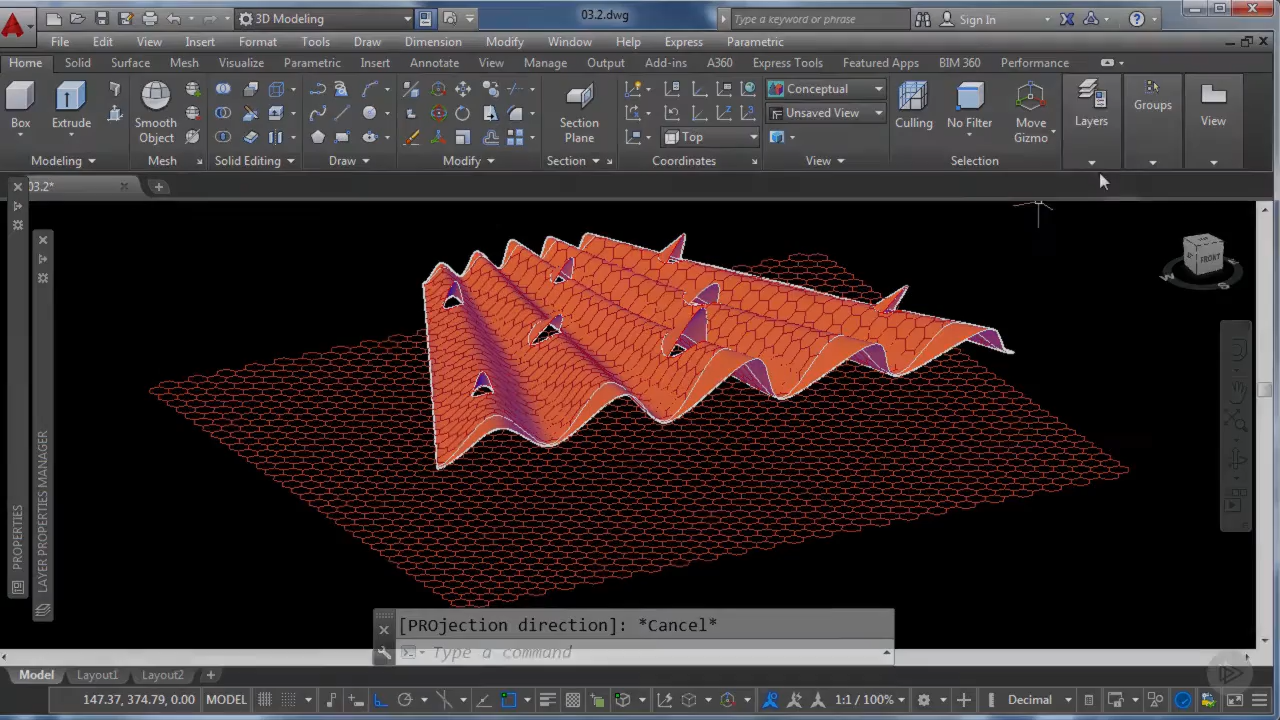 3D Modeling 03.2.dwg Type a keyword or phrase Sign In
File Edit View Insert Format Tools Draw Dimension Modify Window Help Express Parametric
Home Solid Surface Mesh Visualize Parametric Insert Annotate View Manage Output Add-ins A360 Express Tools Featured Apps BIM 360 Performance
Conceptual
Unsaved View
Top
Box Extrude Smooth Object Section Plane Culling No Filter Move Gizmo Layers Groups View
Modeling Mesh Solid Editing Draw Modify Section Coordinates View Selection
03.2*
FRONT
W S
PROPERTIES
LAYER PROPERTIES MANAGER
[PROjection direction]: *Cancel*
Type a command
Model Layout1 Layout2
147.37, 374.79, 0.00 MODEL 1:1 / 100% Decimal